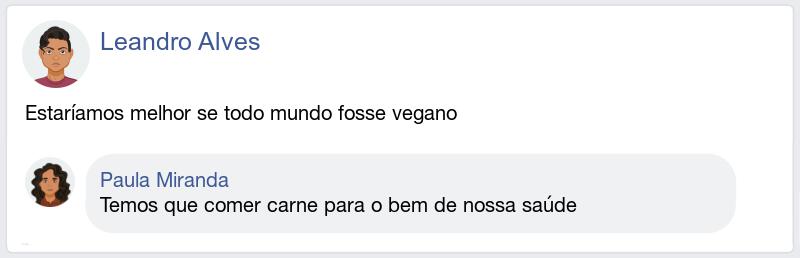 Leandro Alves
Estaríamos melhor se todo mundo fosse vegano
Paula Miranda
Temos que comer carne para o bem de nossa saúde